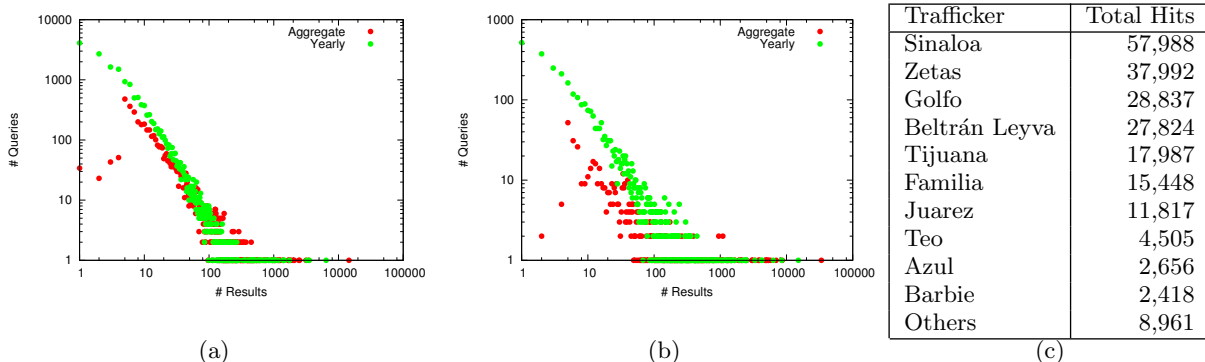 10000
1000
100
10
1
# Queries
1 10 100 1000 10000 100000
# Results
Aggregate
Yearly
(a)
1000
100
10
1
# Queries
1 10 100 1000 10000 100000
# Results
Aggregate
Yearly
(b)
Trafficker Total Hits
Sinaloa 57,988
Zetas 37,992
Golfo 28,837
Beltrán Leyva 27,824
Tijuana 17,987
Familia 15,448
Juarez 11,817
Teo 4,505
Azul 2,656
Barbie 2,418
Others 8,961
(c)